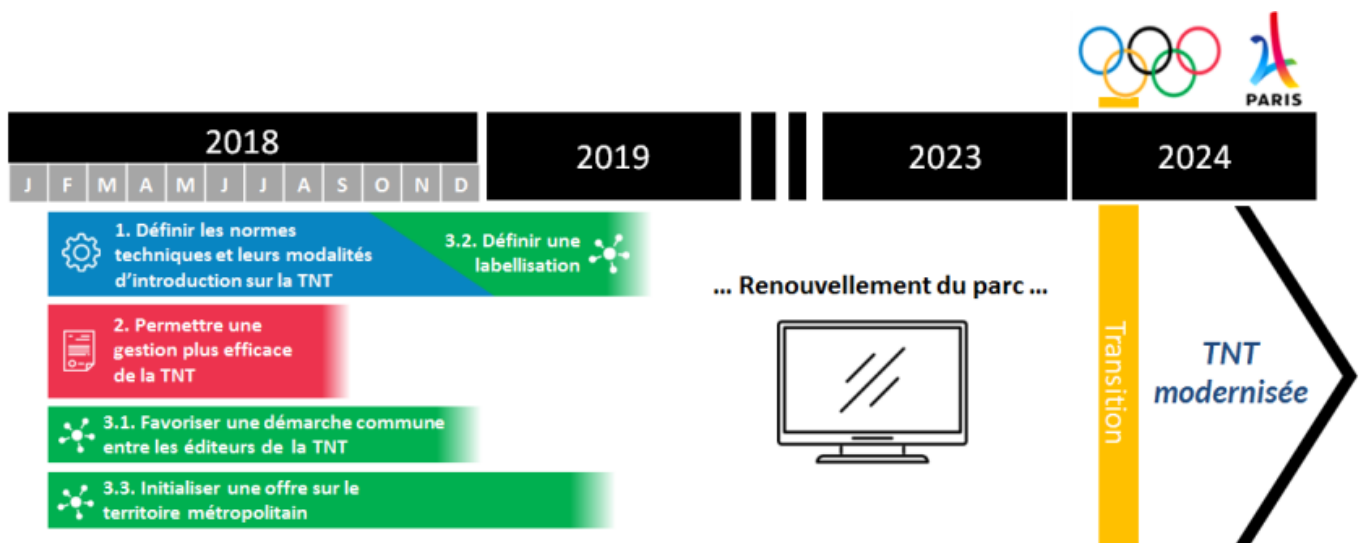 PARIS
2018
2019
2023
2024
J F M A M J J A S O N D
1. Définir les normes
techniques et leurs modalités
d'introduction sur la TNT
3.2. Définir une
labellisation
2. Permettre une
gestion plus efficace
de la TNT
3.1. Favoriser une démarche commune
entre les éditeurs de la TNT
3.3. Initialiser une offre sur le
territoire métropolitain
... Renouvellement du parc ...
Transition
TNT
modernisée